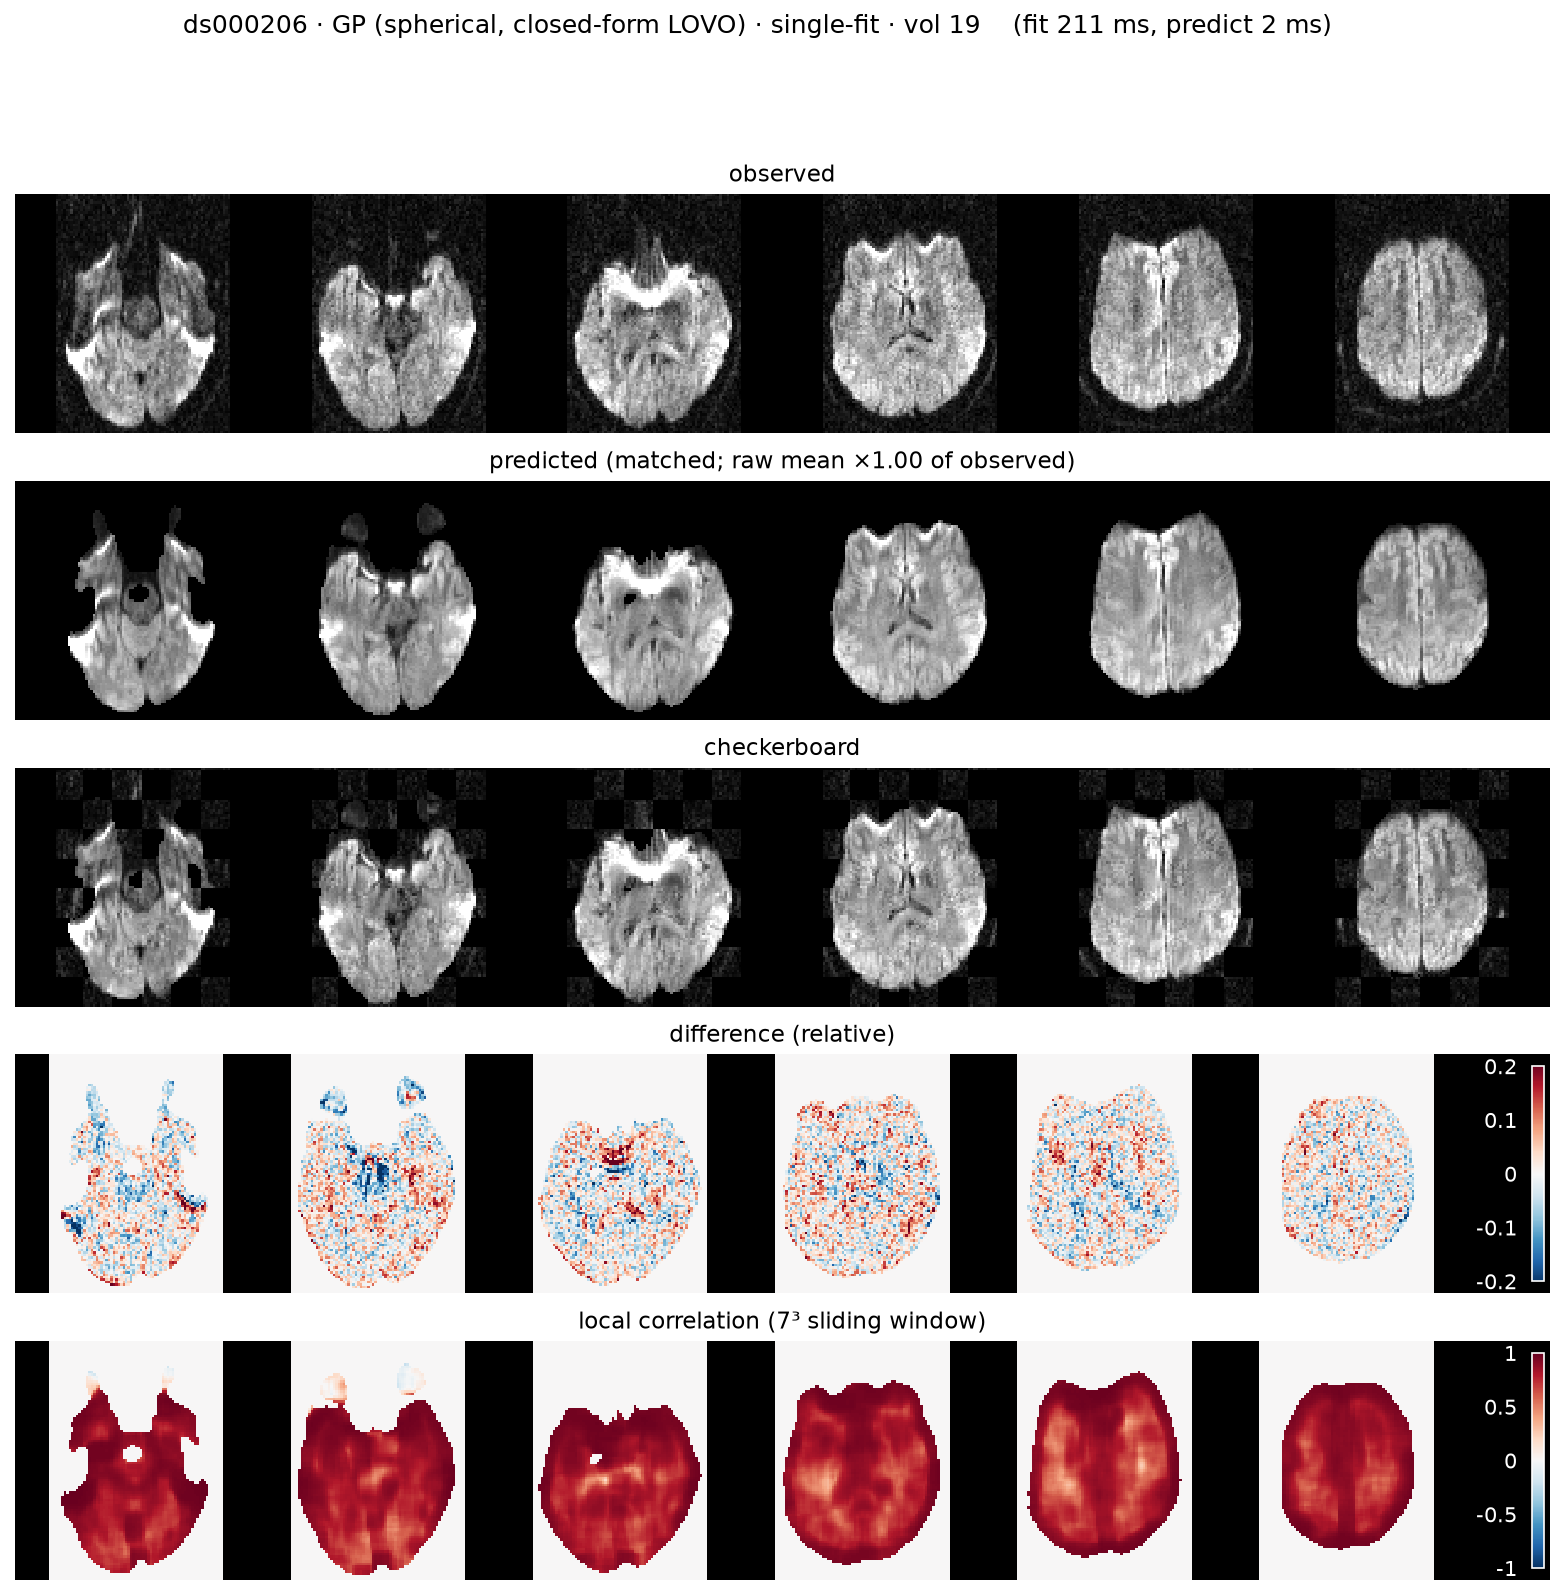 ds000206 · GP (spherical, closed-form LOVO) · single-fit · vol 19 (fit 211 ms, predict 2 ms)
observed
predicted (matched; raw mean ×1.00 of observed)
checkerboard
difference (relative)
0.2
0.1
0
-0.1
-0.2
local correlation (7³ sliding window)
1
0.5
0
-0.5
-1